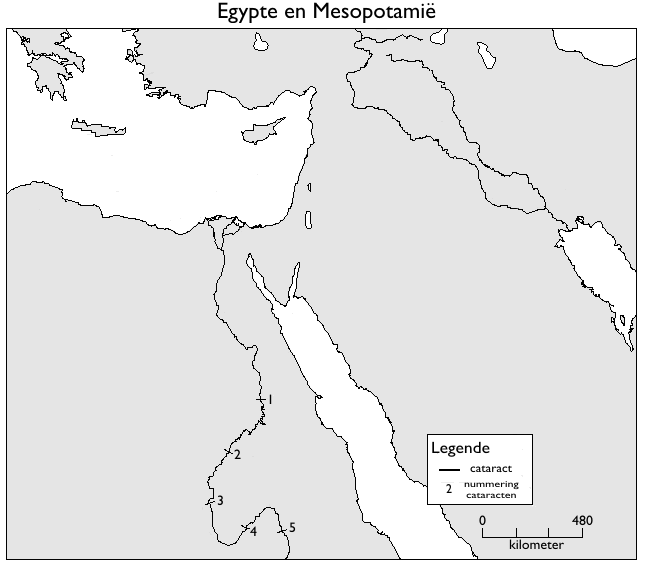 Egypte en Mesopotamië
1
2
3
4
5
Legende
cataract
2 nummering
cataracten
0 480
kilometer